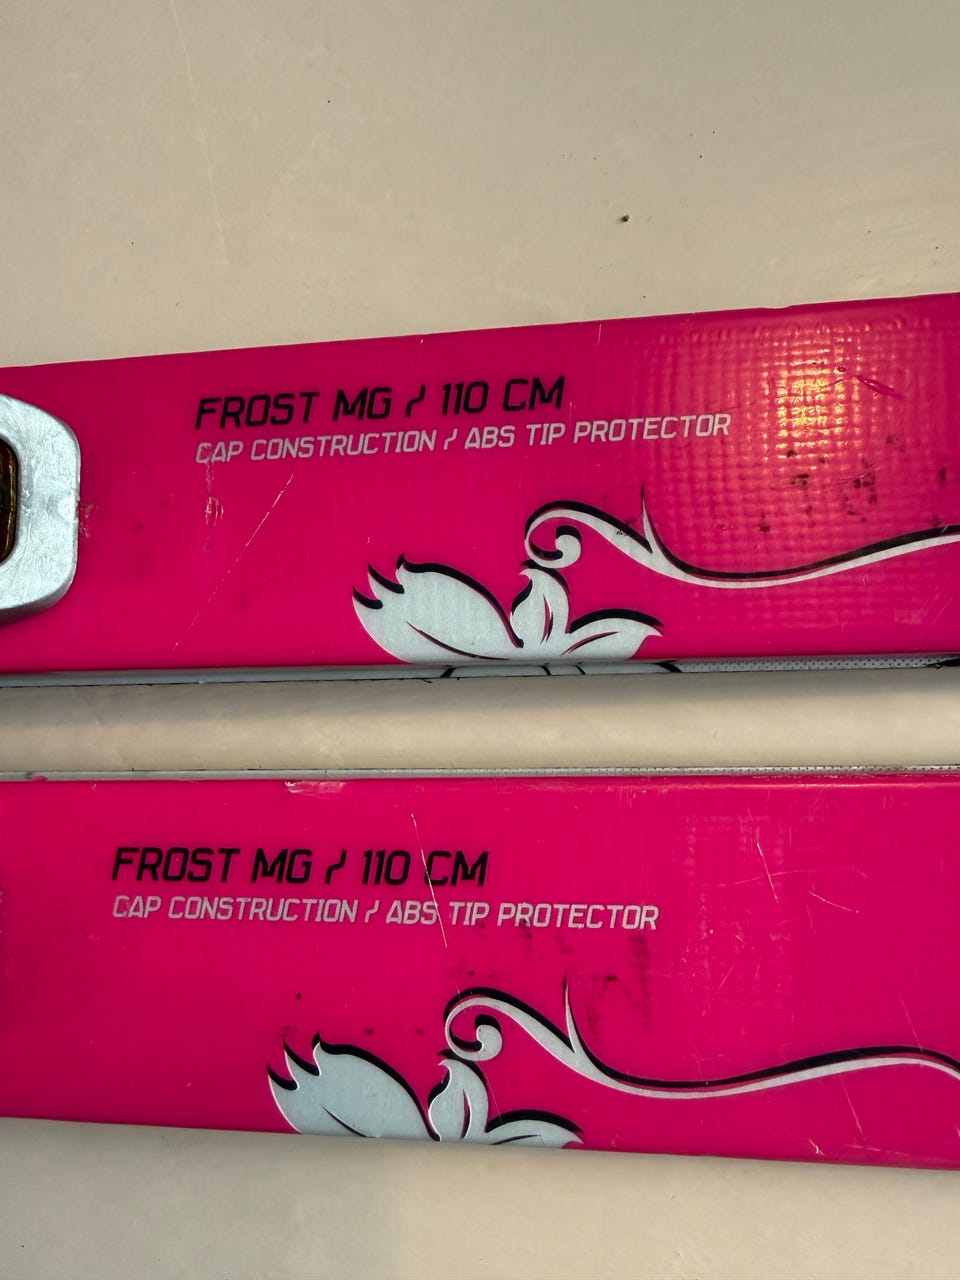 FROST MG / 110 CM
CAP CONSTRUCTION / ABS TIP PROTECTOR
FROST MG / 110 CM
CAP CONSTRUCTION / ABS TIP PROTECTOR